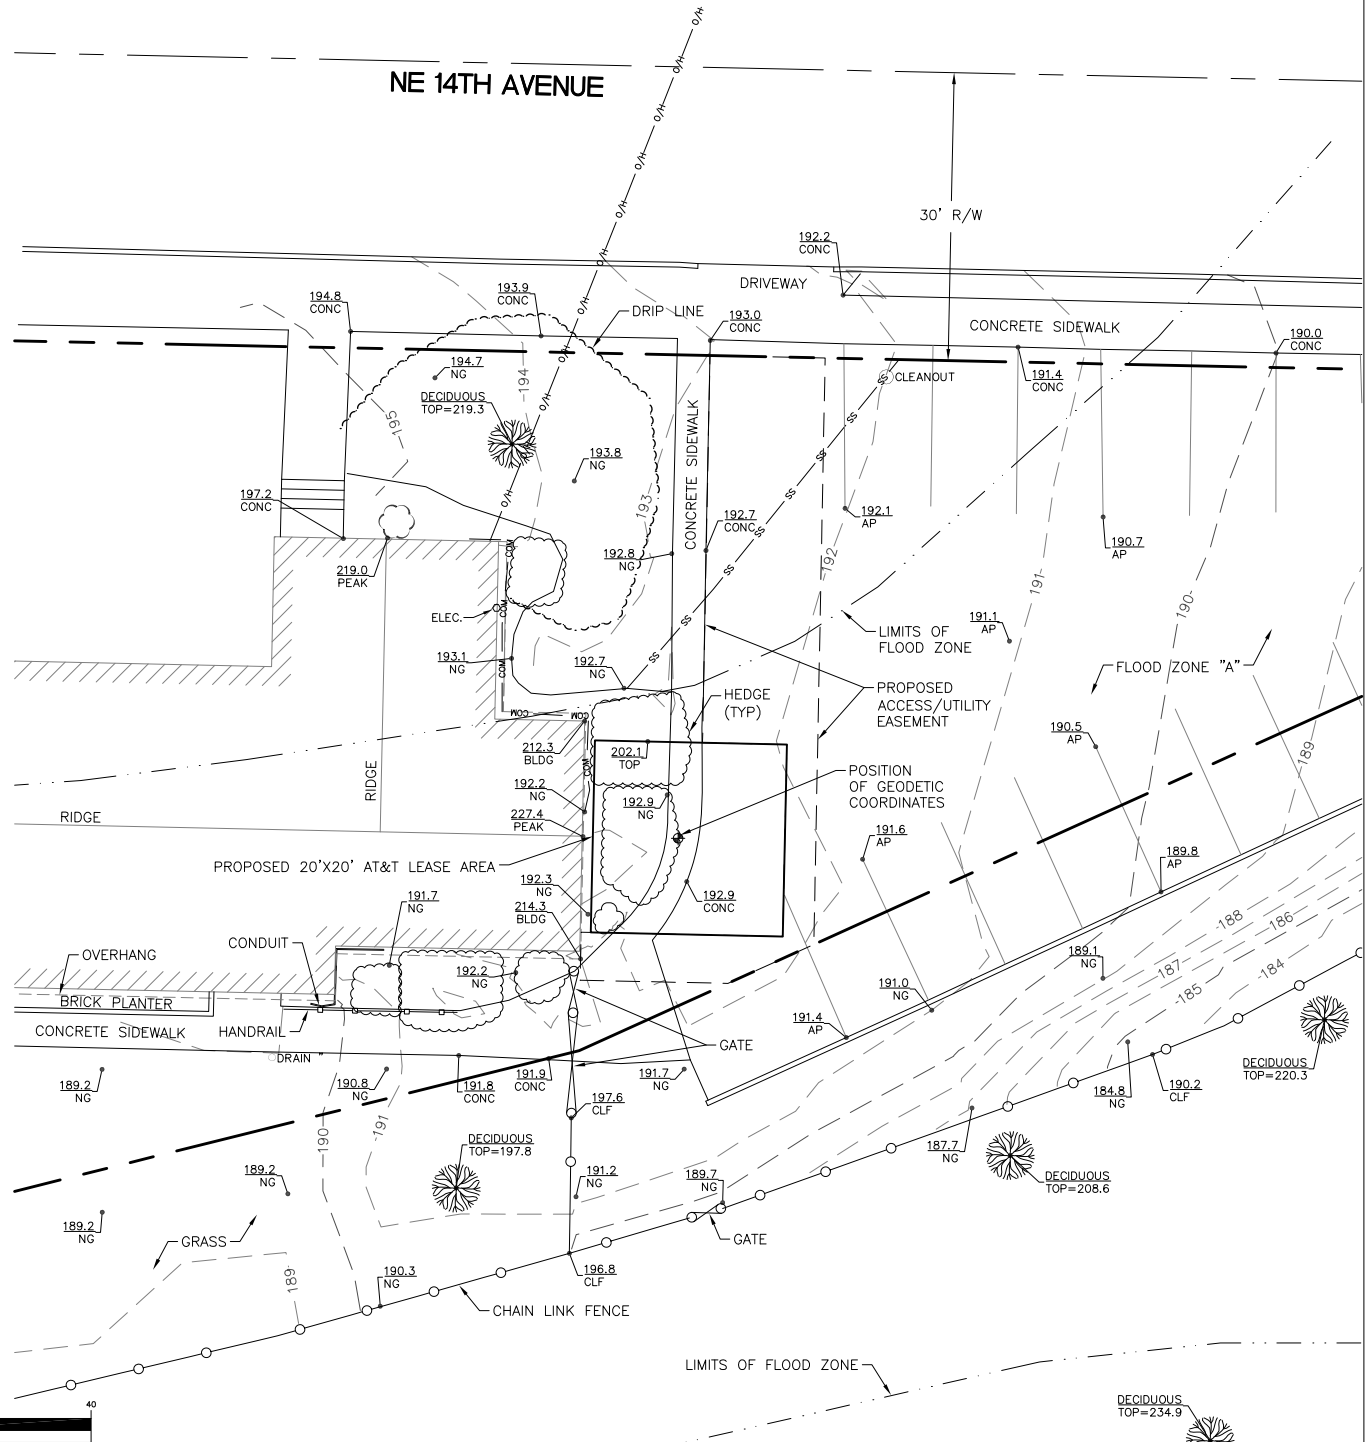 O/H
O/H
NE 14TH AVENUE
O/H
O/H
O/H
30' R/W
192.2
CONC
O/H
DRIVEWAY
194.8
CONC
193.9
CONC
O/H
DRIP LINE
193.0
CONC
CONCRETE SIDEWALK
190.0
CONC
O/H
194.7
NG
194
191.4
CONC
CLEANOUT
SS
DECIDUOUS
TOP=219.3
O/H
195
CONCRETE SIDEWALK
SS
193.8
NG
SS
SS
197.2
CONC
O/H
193
192.7
CONC
192.1
AP
190.7
AP
SS
COM
192.8
NG
192
219.0
PEAK
SS
191
190
ELEC.
COM
SS
191.1
AP
LIMITS OF
FLOOD ZONE
193.1
NG
COM
192.7
NG
SS
FLOOD ZONE "A"
HEDGE
(TYP)
PROPOSED
ACCESS/UTILITY
EASEMENT
COM
COM
190.5
AP
212.3
BLDG
202.1
TOP
189
COM
RIDGE
POSITION
OF GEODETIC
COORDINATES
192.2
NG
192.9
NG
RIDGE
227.4
PEAK
191.6
AP
PROPOSED 20'X20' AT&T LEASE AREA
189.8
AP
192.3
NG
192.9
CONC
191.7
NG
214.3
BLDG
188
186
CONDUIT
OVERHANG
192.2
NG
189.1
NG
187
184
BRICK PLANTER
191.0
NG
185
CONCRETE SIDEWALK
HANDRAIL
191.4
AP
GATE
DRAIN "
DECIDUOUS
TOP=220.3
189.2
NG
190.8
NG
191.8
CONC
191.9
CONC
191.7
NG
184.8
NG
190.2
CLF
197.6
CLF
190
191
DECIDUOUS
TOP=197.8
187.7
NG
189.2
NG
191.2
NG
189.7
NG
DECIDUOUS
TOP=208.6
189.2
NG
GRASS
GATE
189
190.3
NG
196.8
CLF
CHAIN LINK FENCE
LIMITS OF FLOOD ZONE
40
DECIDUOUS
TOP=234.9